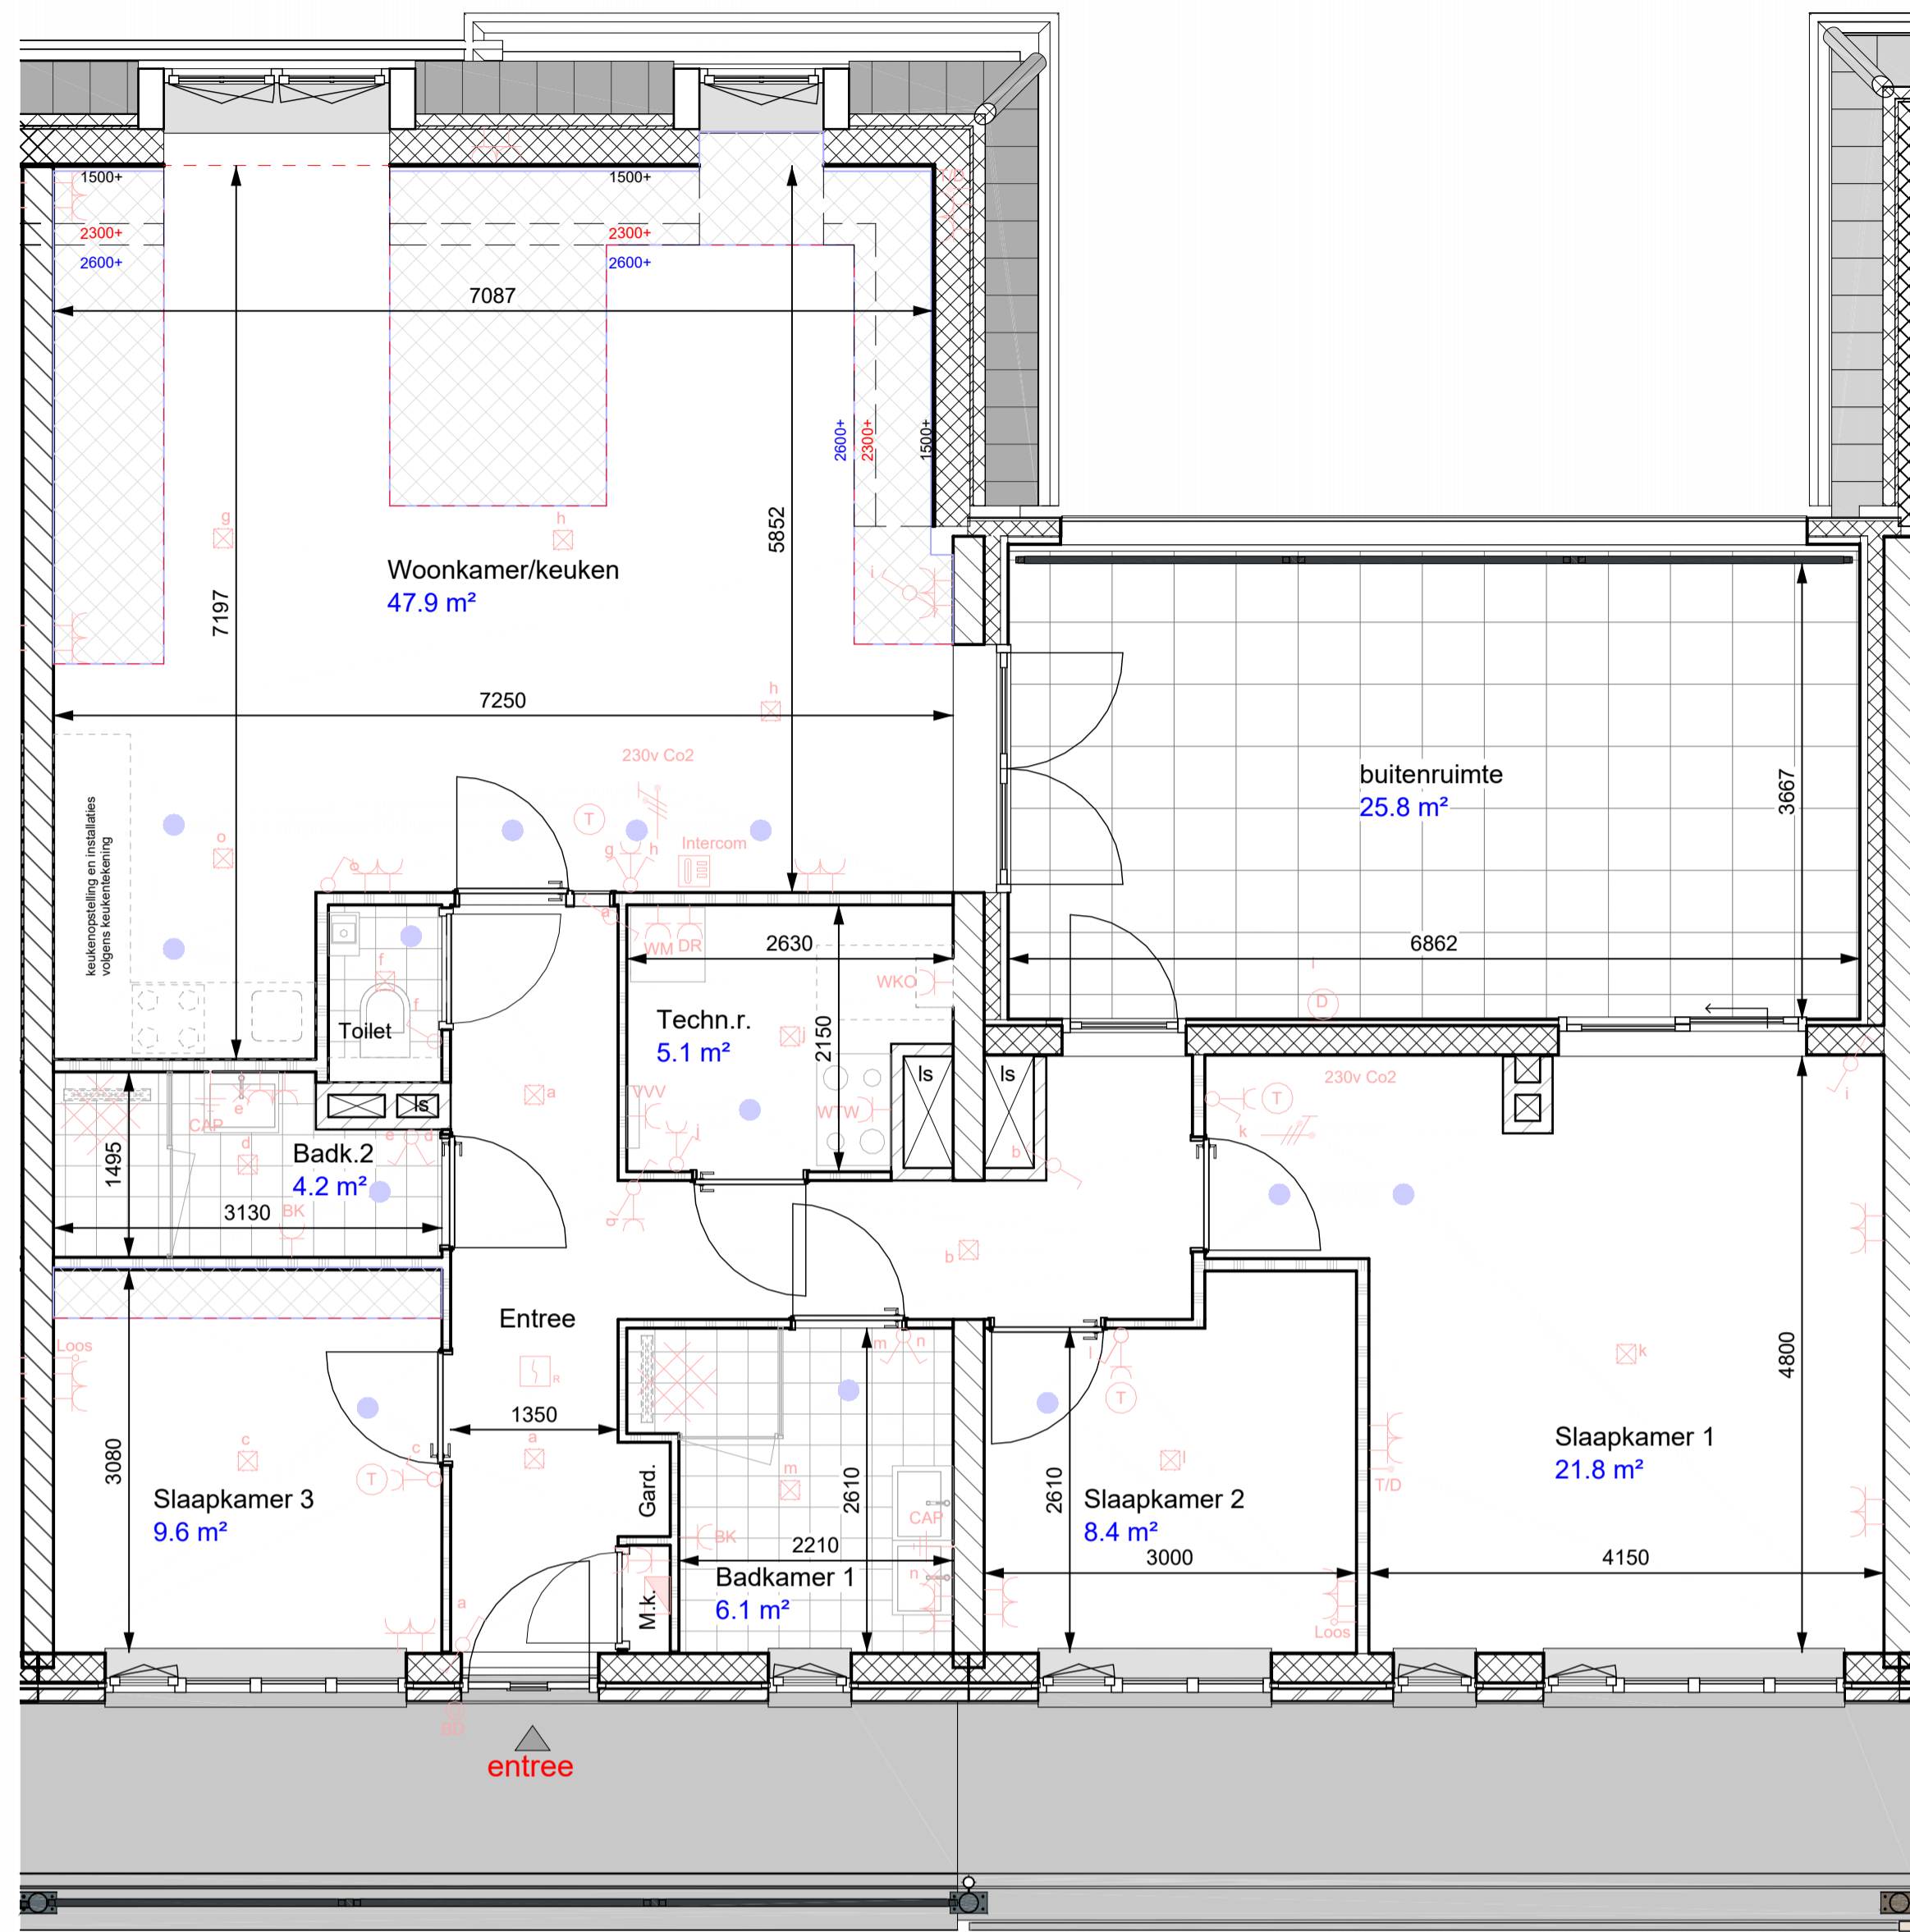 1500+
1500+
T/D
2300+
2300+
2600+
2600+
7087
2600+
2300+
1500+
g
h
5852
Woonkamer/keuken
47.9 m²
i
7197
7250
h
230v Co2
buitenruimte
25.8 m²
3667
keukenopstelling en installaties
volgens keukentekening
o
T
g
h
Intercom
o
a
WM
DR
2630
6862
f
WKO
f
D
Toilet
Techn.r.
5.1 m²
j
2150
ls
ls
230v Co2
i
e
CAP
ls
a
VVV
WTW
T
k
d
e
d
j
b
1495
Badk.2
4.2 m²
3130
BK
a
b
Entree
Loos
m
n
l
k
4800
R
T
1350
c
a
c
T
3080
Slaapkamer 3
9.6 m²
Gard.
m
2610
2610
l
Slaapkamer 2
8.4 m²
Slaapkamer 1
21.8 m²
T/D
CAP
BK
2210
3000
4150
Badkamer 1
6.1 m²
n
M.k.
a
Loos
entree